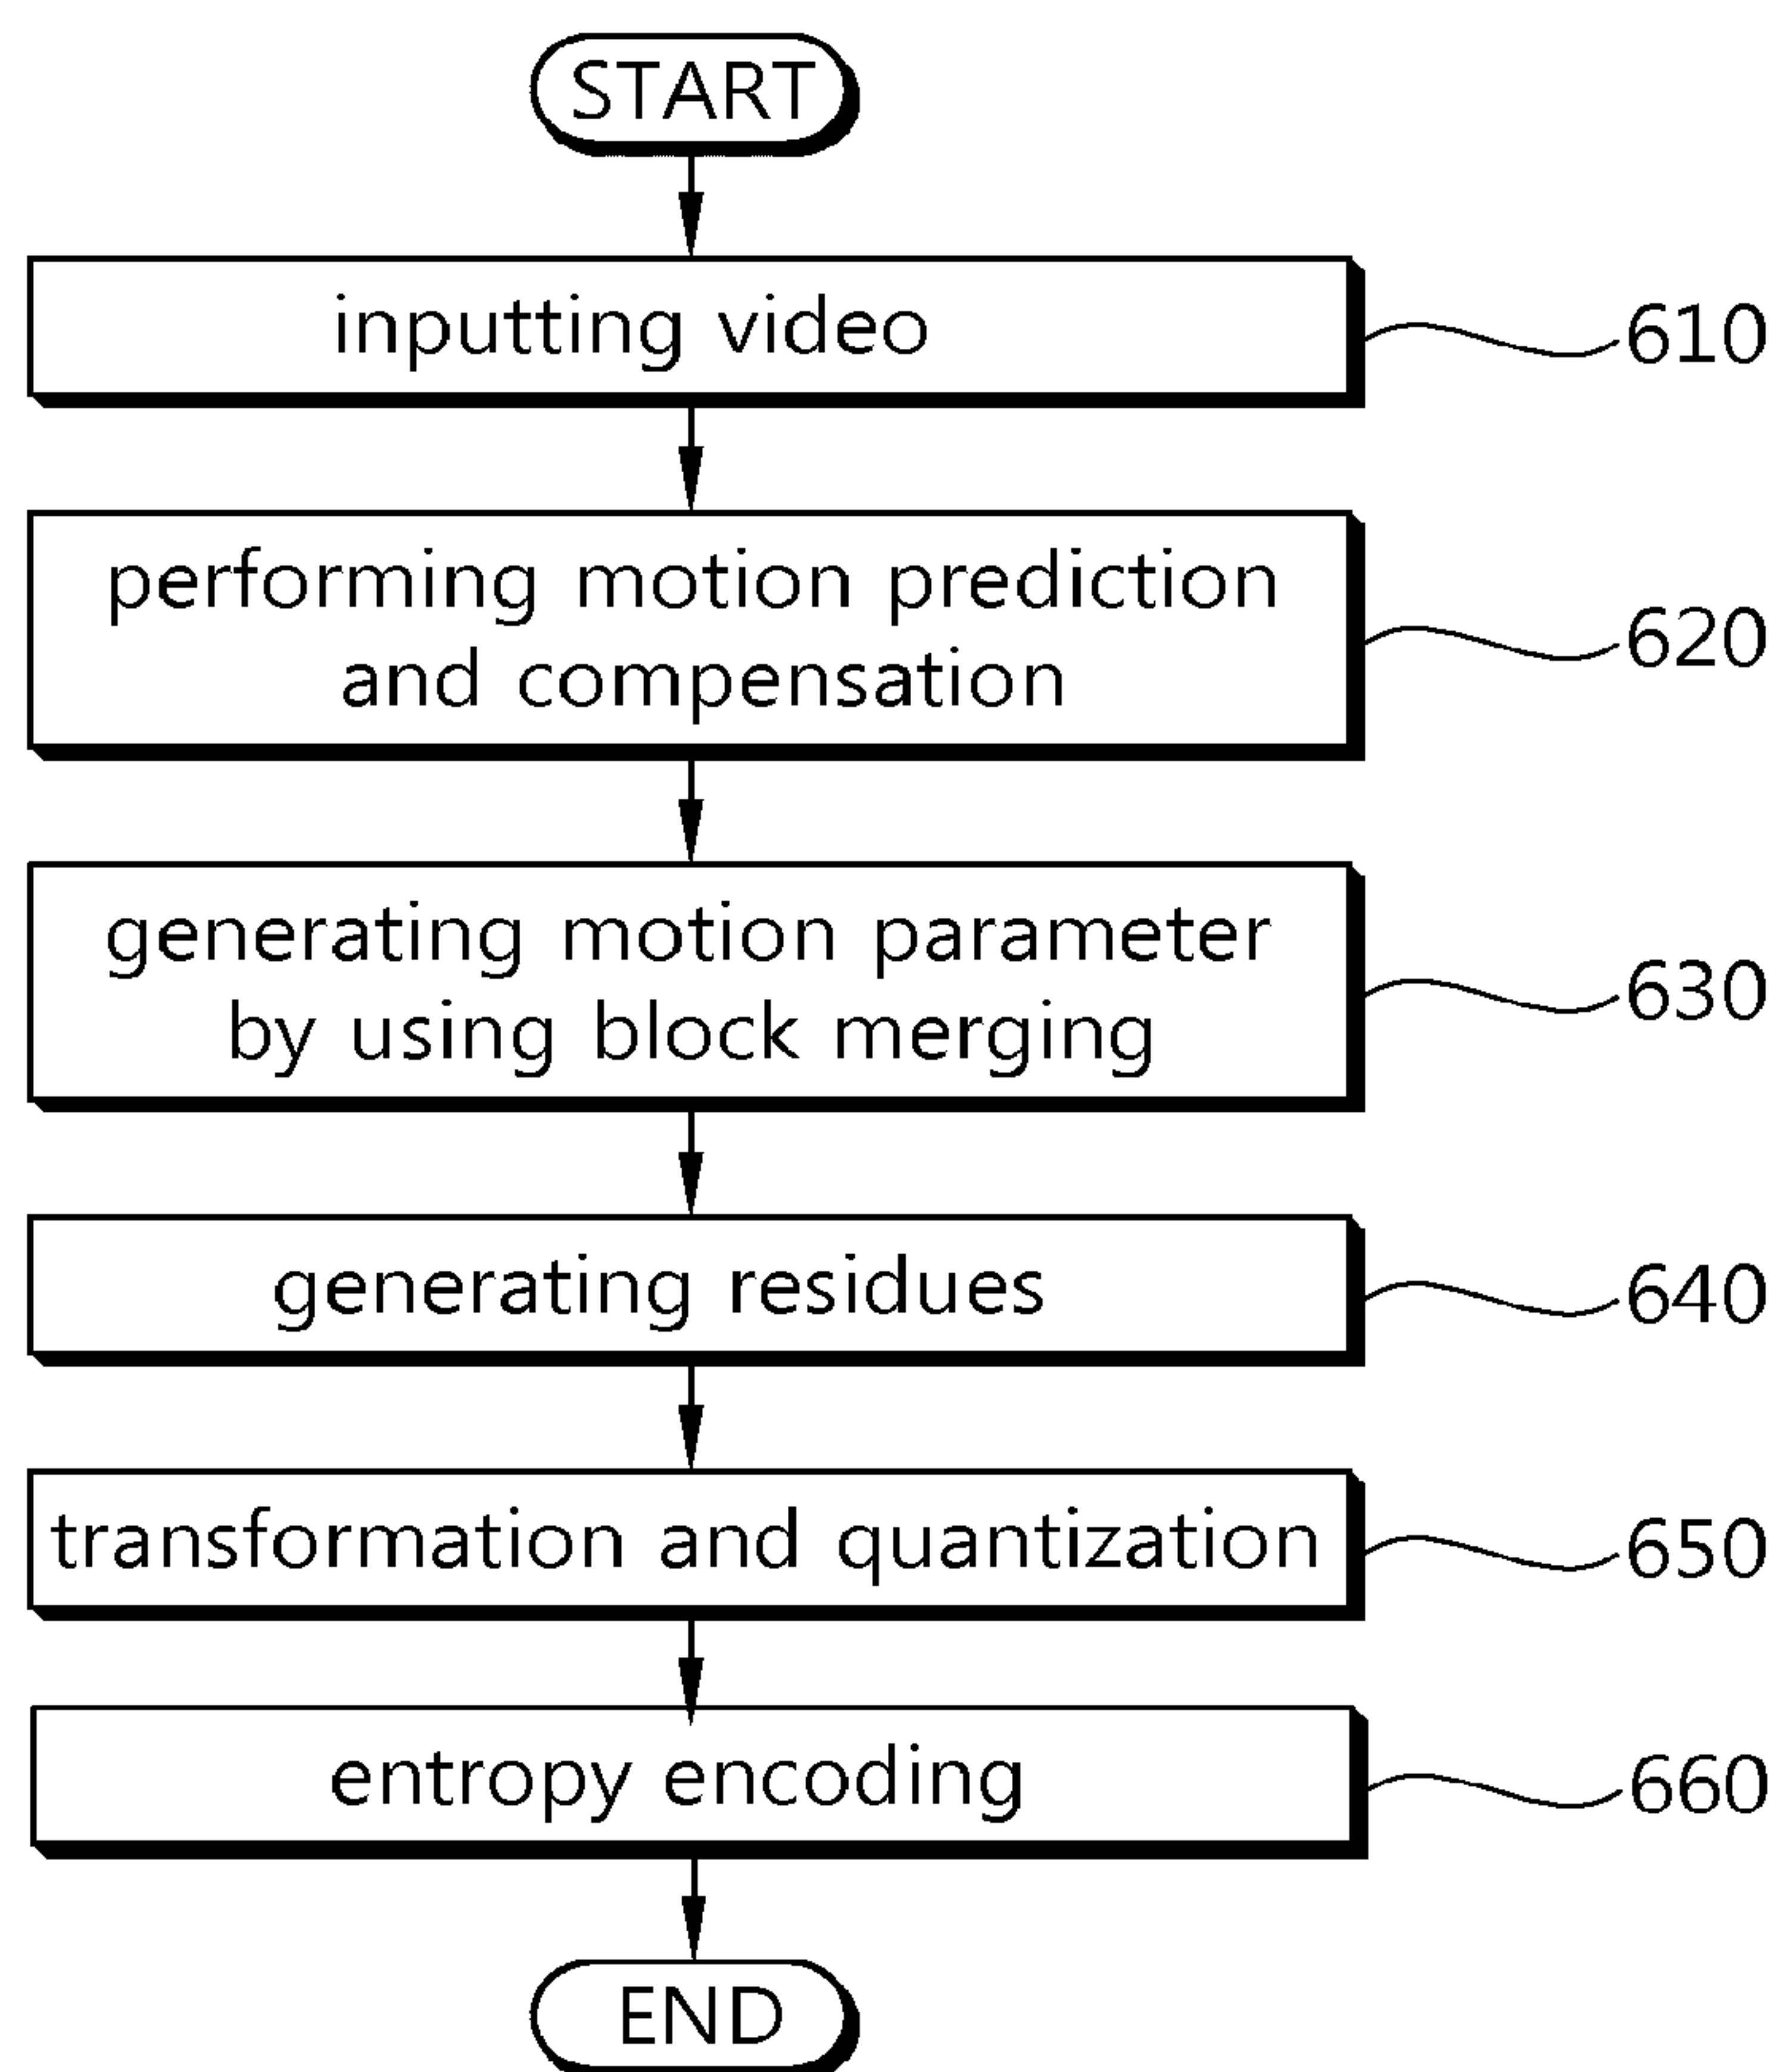 START
inputting video
610
performing motion prediction
and compensation
620
generating motion parameter
by using block merging
630
generating residues
640
transformation and quantization
650
entropy encoding
660
END